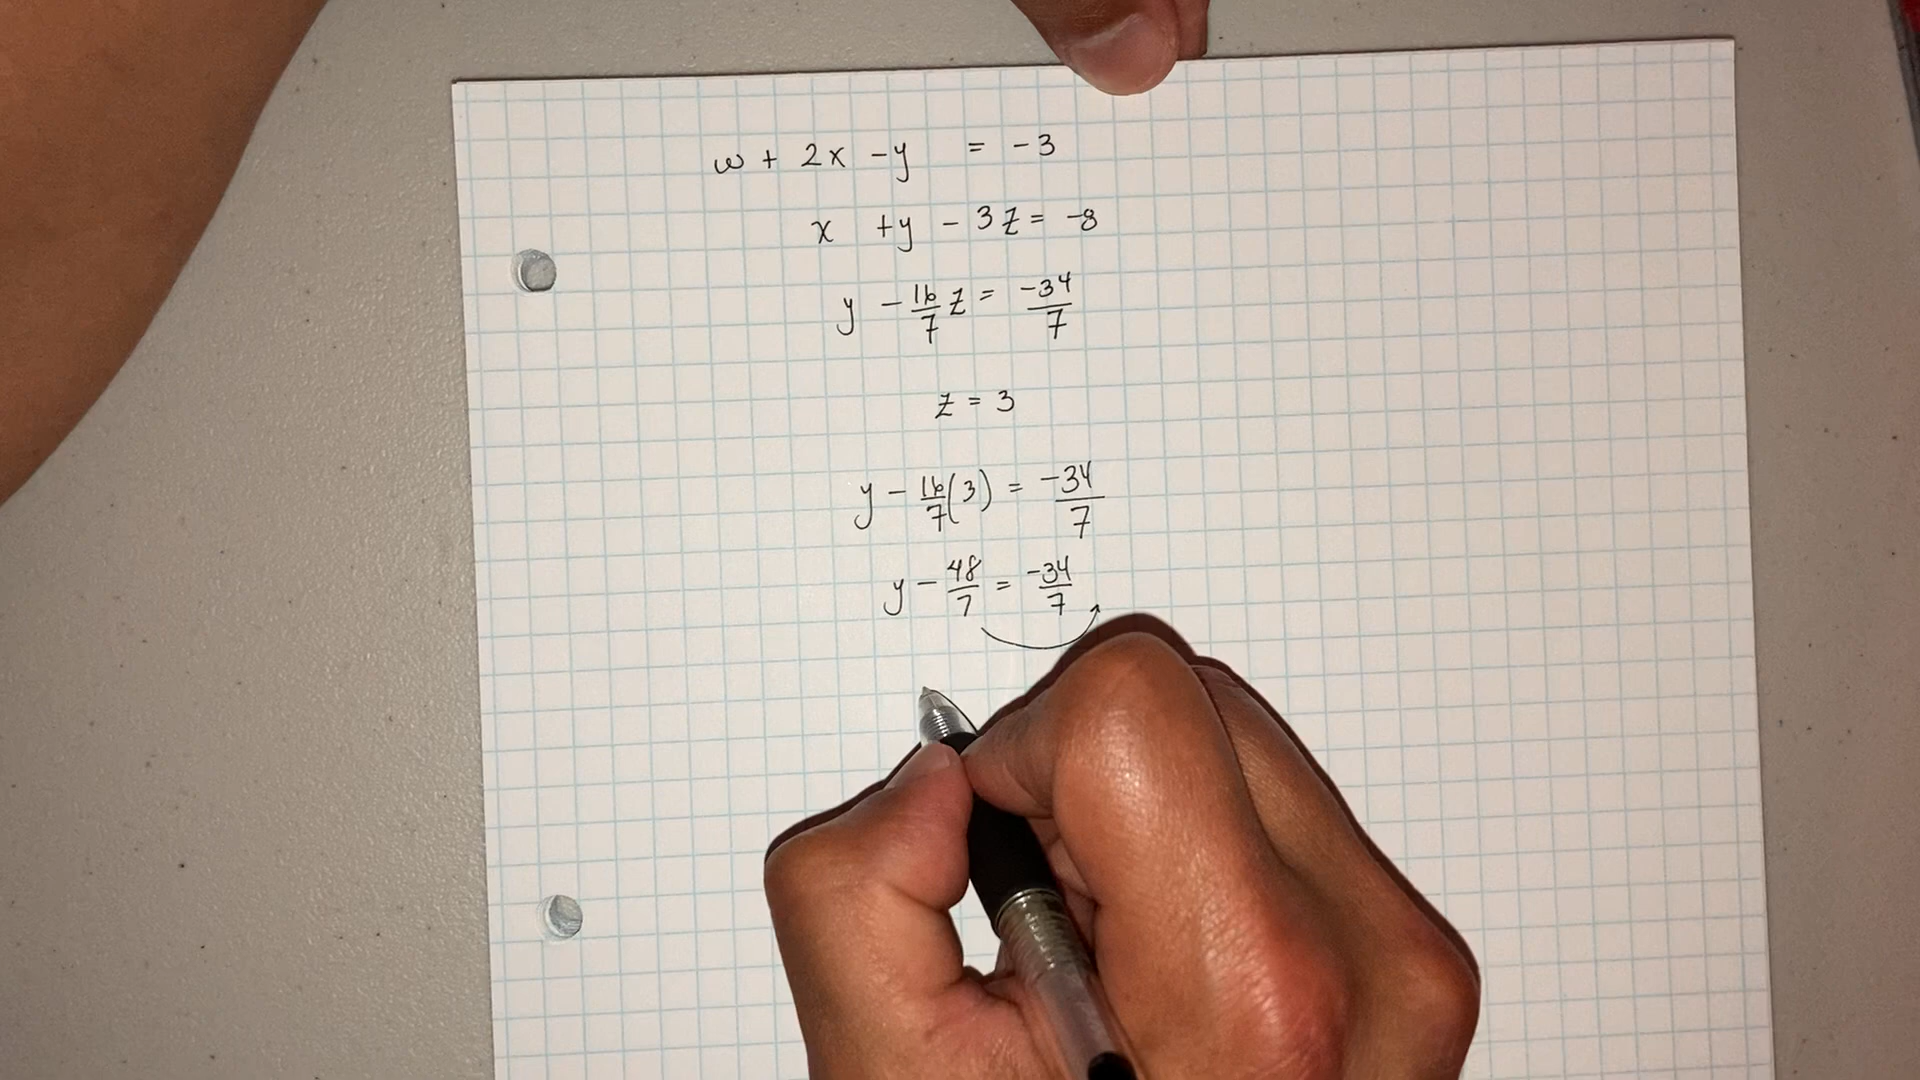 w + 2x - y = -3
x + y - 3z = -8
y - 16/7 z = -34/7
z = 3
y - 16/7 (3) = -34/7
y - 48/7 = -34/7